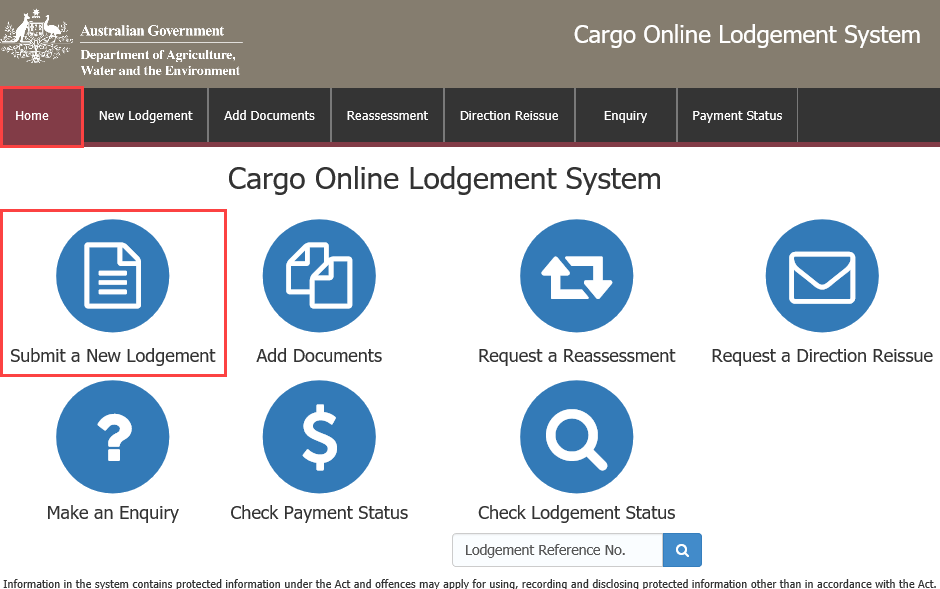 Australian Government
Department of Agriculture,
Water and the Environment
Cargo Online Lodgement System
Home
New Lodgement
Add Documents
Reassessment
Direction Reissue
Enquiry
Payment Status
Cargo Online Lodgement System
Submit a New Lodgement
Add Documents
Request a Reassessment
Request a Direction Reissue
?
$
Make an Enquiry
Check Payment Status
Check Lodgement Status
Lodgement Reference No.
Information in the system contains protected information under the Act and offences may apply for using, recording and disclosing protected information other than in accordance with the Act.